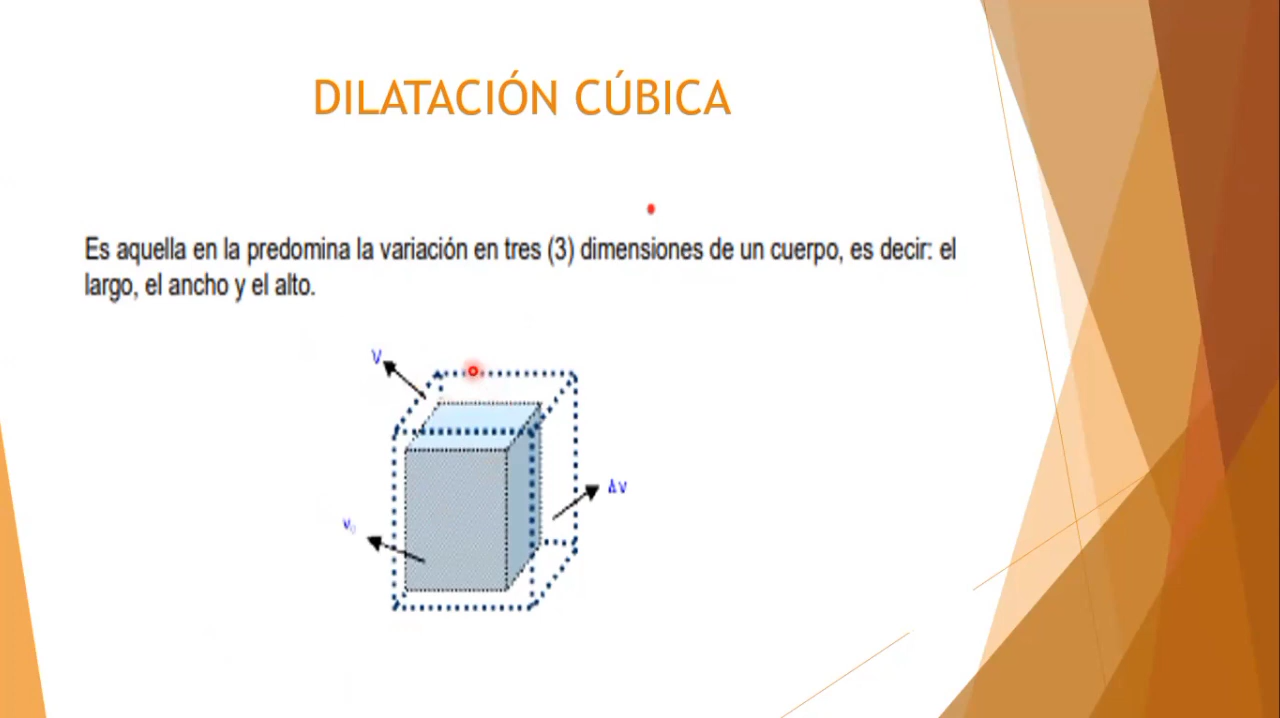 DILATACIÓN CÚBICA
Es aquella en la predomina la variación en tres (3) dimensiones de un cuerpo, es decir: el
largo, el ancho y el alto.
V
Δv
v₀